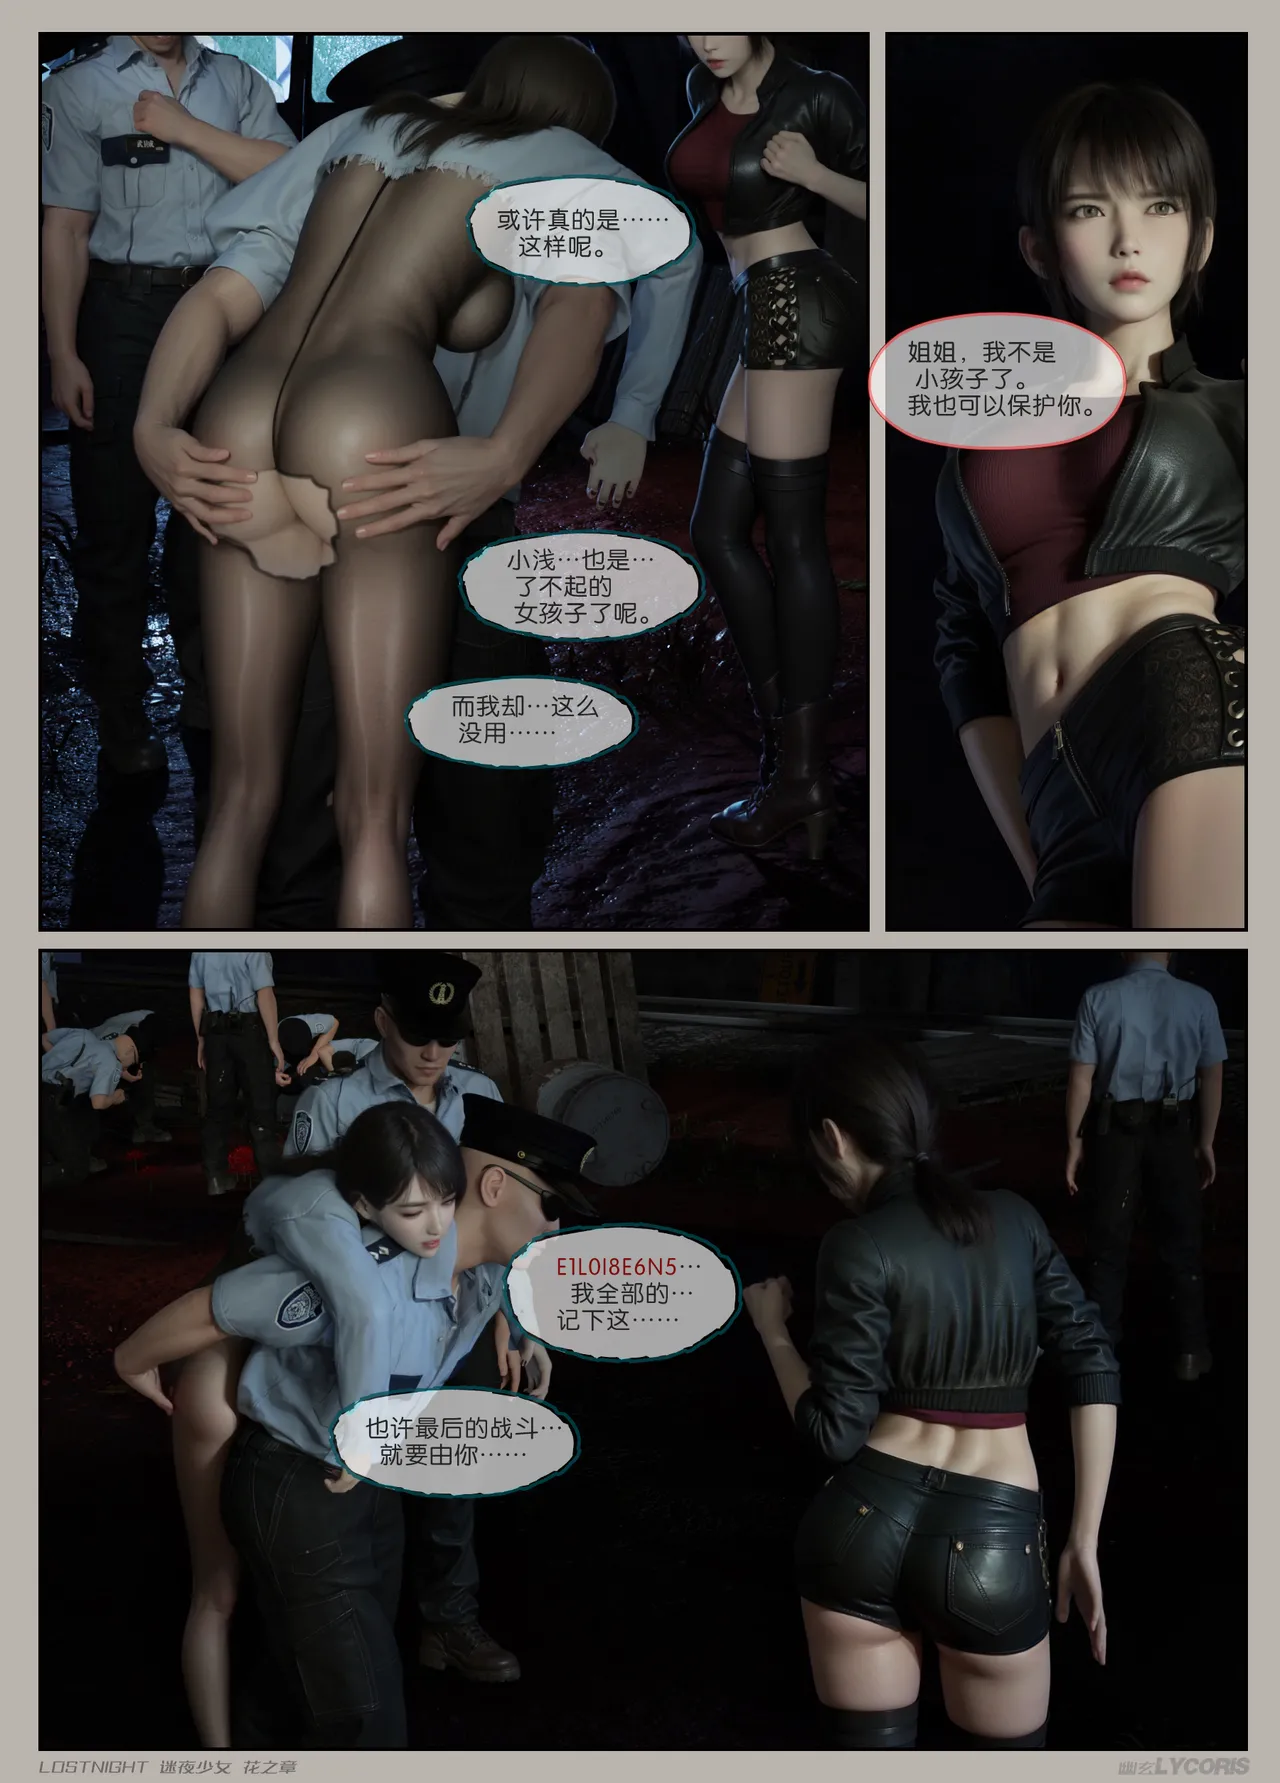 或许真的是……
这样呢。
姐姐，我不是
小孩子了。
我也可以保护你。
小浅…也是…
了不起的
女孩子了呢。
而我却…这么
没用……
E1L0I8E6N5…
我全部的…
记下这……
也许最后的战斗…
就要由你……
LOSTNIGHT 迷夜少女 花之章
幽玄LYCORIS